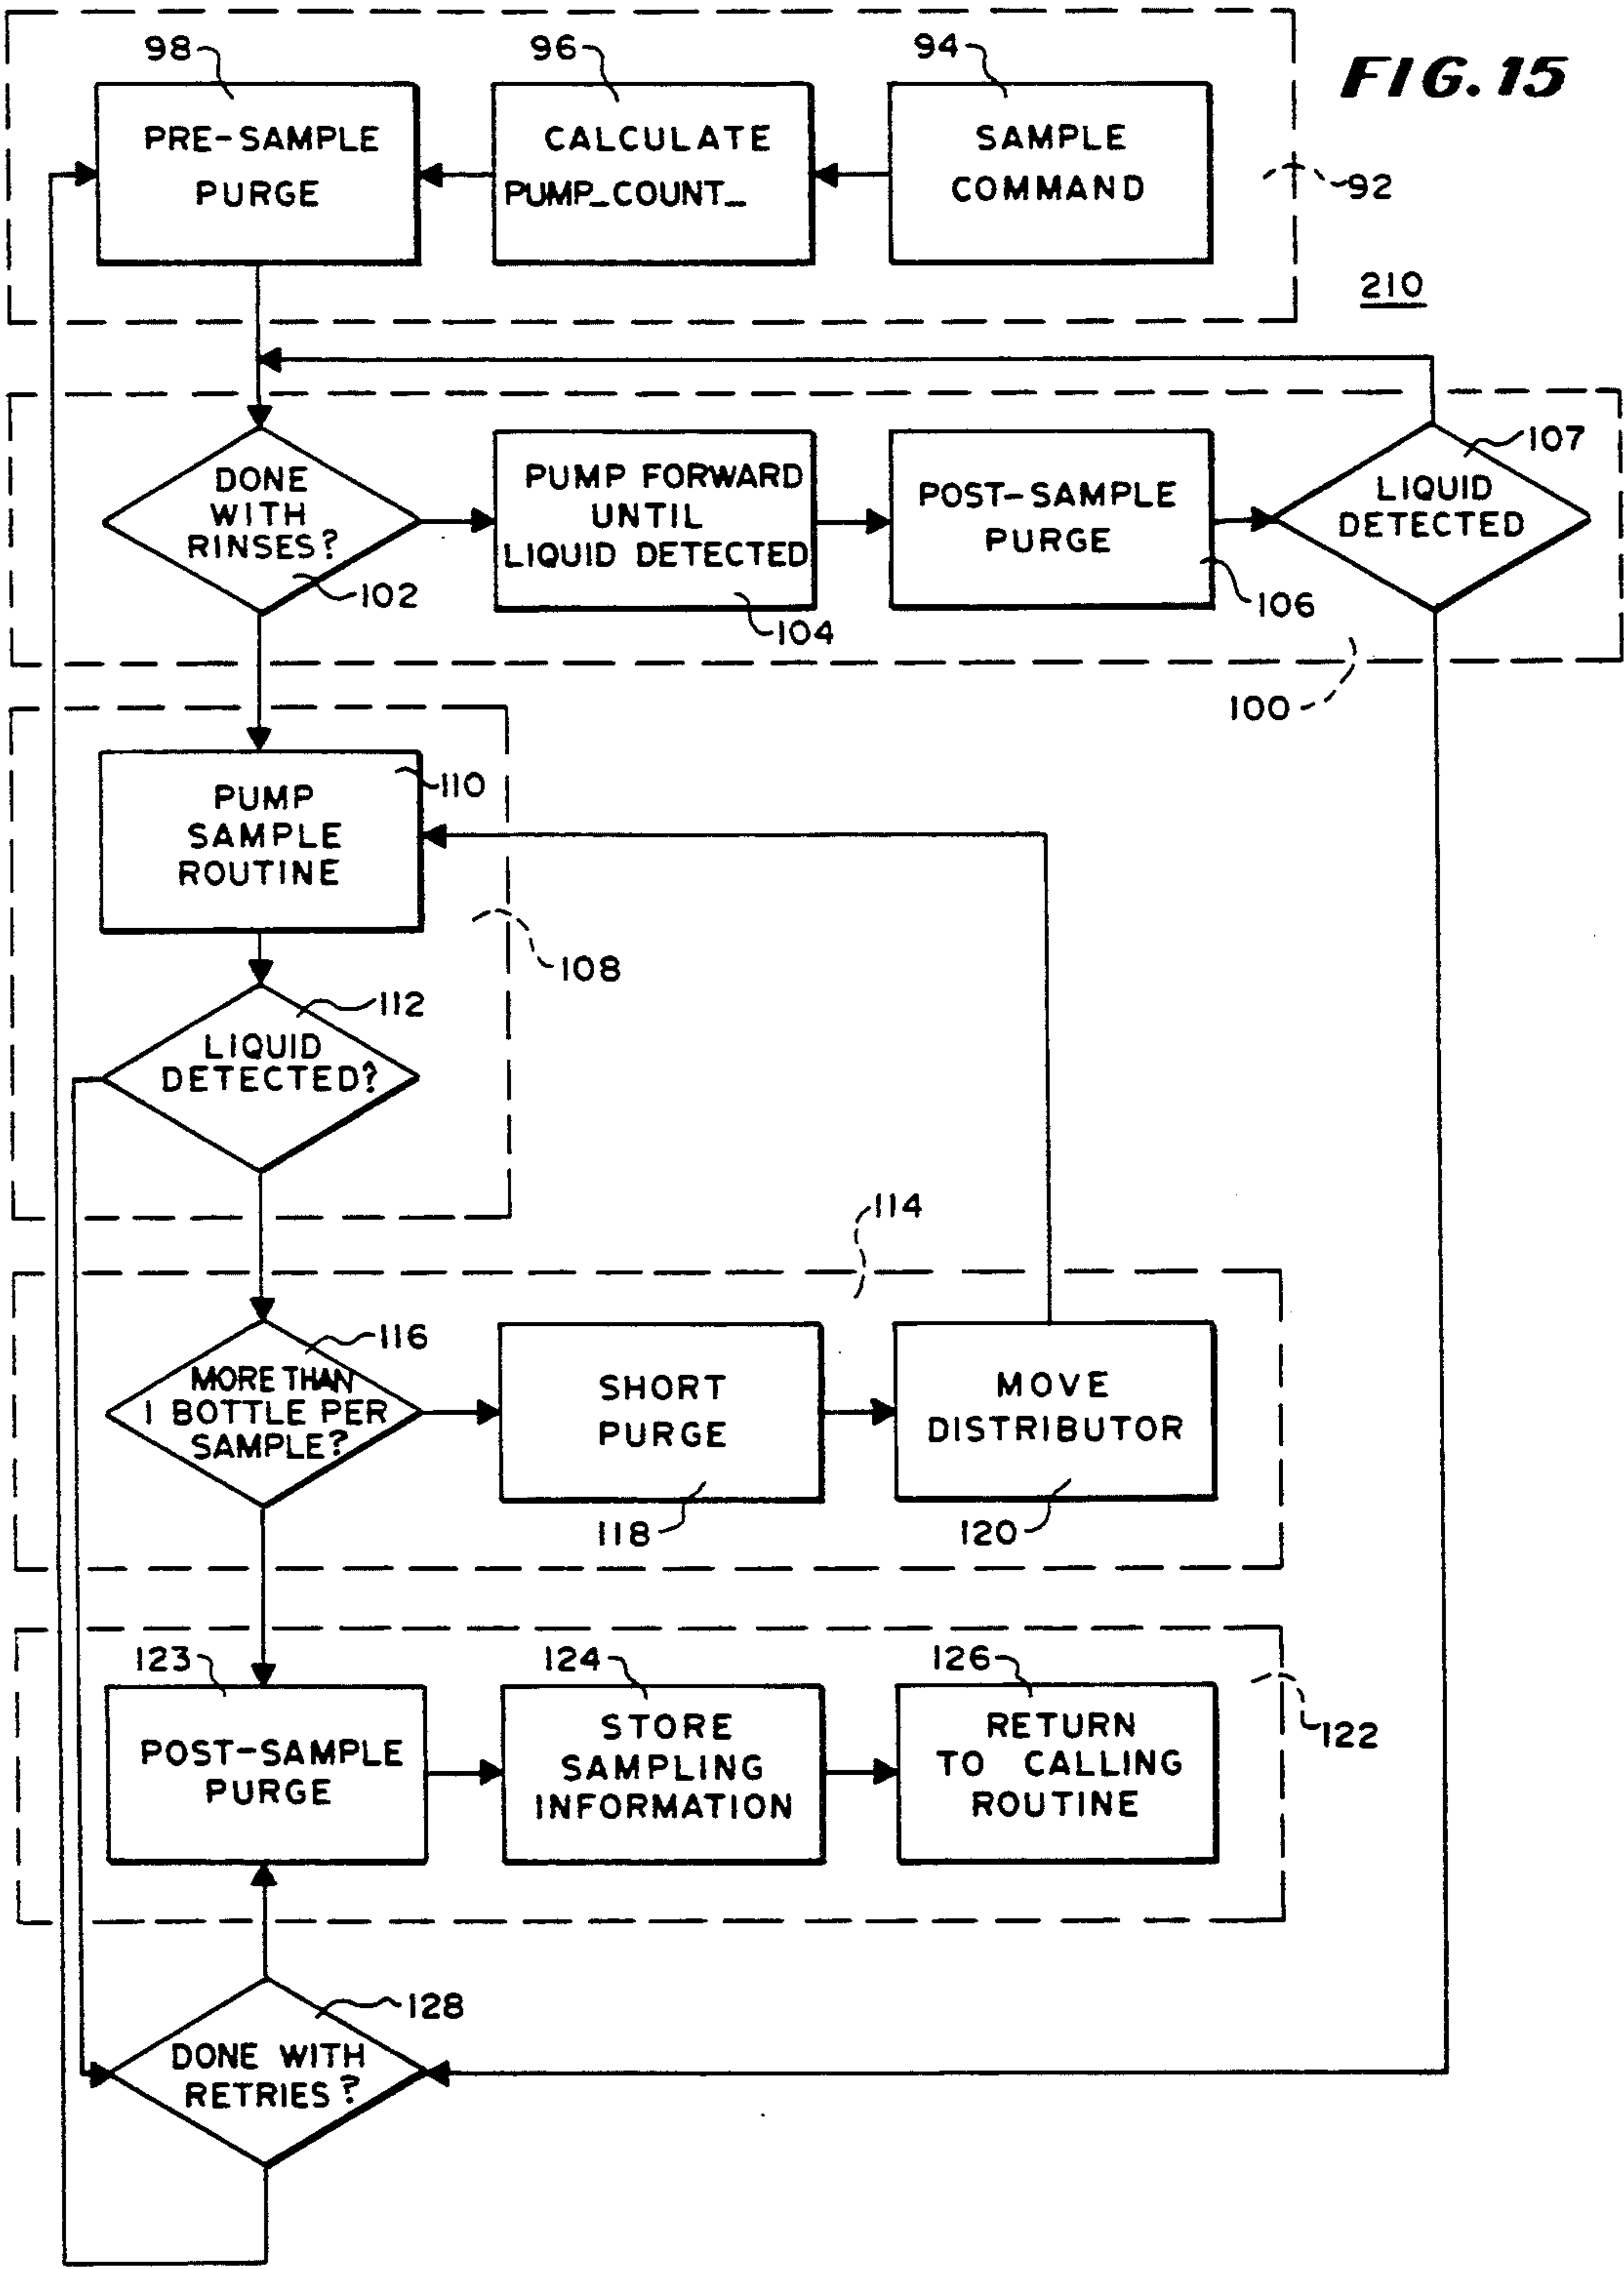 FIG. 15
98
96
94
PRE-SAMPLE
PURGE
CALCULATE
PUMP_COUNT_
SAMPLE
COMMAND
92
210
DONE
WITH
RINSES?
102
PUMP FORWARD
UNTIL
LIQUID DETECTED
104
POST-SAMPLE
PURGE
106
107
LIQUID
DETECTED
100
110
PUMP
SAMPLE
ROUTINE
108
112
LIQUID
DETECTED?
114
116
MORE THAN
1 BOTTLE PER
SAMPLE?
SHORT
PURGE
118
MOVE
DISTRIBUTOR
120
123
124
126
POST-SAMPLE
PURGE
STORE
SAMPLING
INFORMATION
RETURN
TO CALLING
ROUTINE
122
128
DONE WITH
RETRIES?